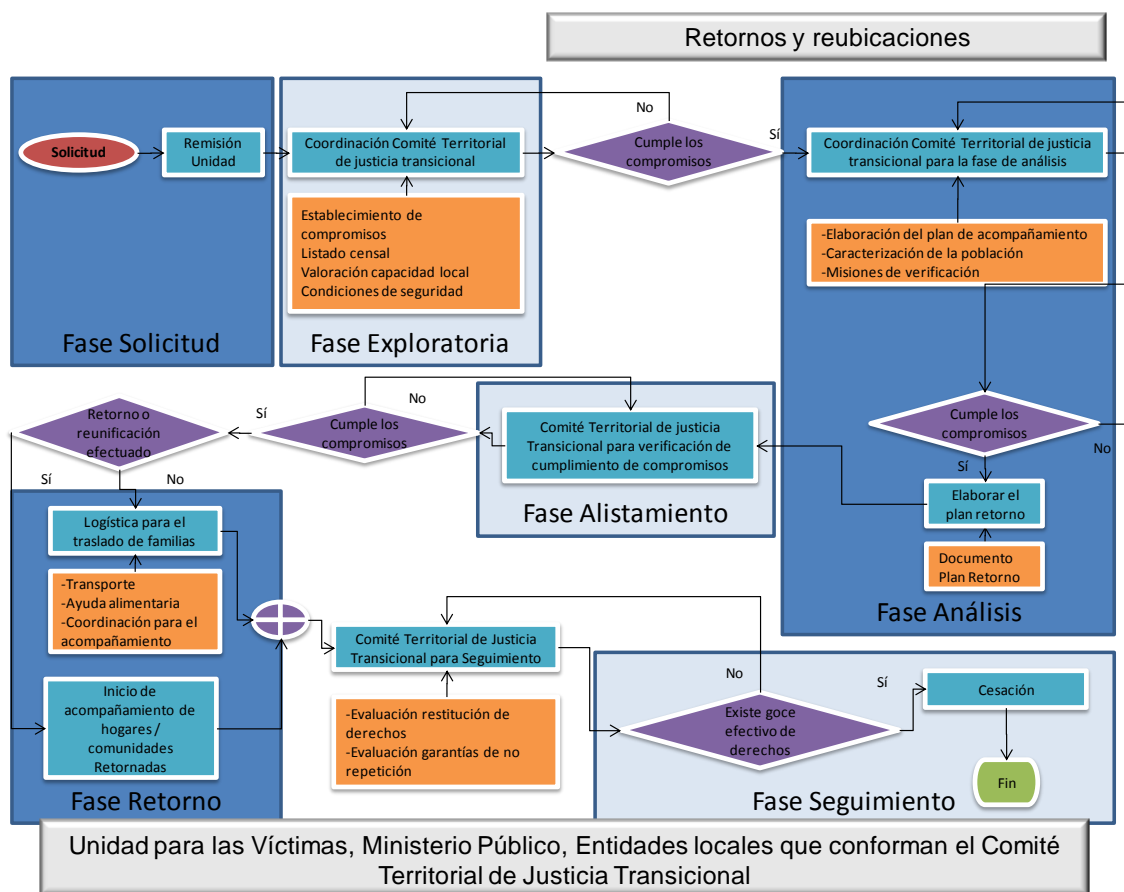 Retornos y reubicaciones
Solicitud
Remisión
Unidad
Fase Solicitud
Coordinación Comité Territorial
de justicia transicional
Establecimiento de
compromisos
Listado censal
Valoración capacidad local
Condiciones de seguridad
Fase Exploratoria
No
Cumple los
compromisos
Sí
Coordinación Comité Territorial de justicia
transicional para la fase de análisis
-Elaboración del plan de acompañamiento
-Caracterización de la población
-Misiones de verificación
Cumple los
compromisos
No
Sí
Elaborar el
plan retorno
Documento
Plan Retorno
Fase Análisis
Comité Territorial de justicia
Transicional para verificación de
cumplimiento de compromisos
Fase Alistamiento
No
Cumple los
compromisos
Sí
Retorno o
reunificación
efectuado
Sí
No
Logística para el
traslado de familias
-Transporte
-Ayuda alimentaria
-Coordinación para el
acompañamiento
Inicio de
acompañamiento de
hogares /
comunidades
Retornadas
Fase Retorno
Comité Territorial de Justicia
Transicional para Seguimiento
-Evaluación restitución de
derechos
-Evaluación garantías de no
repetición
No
Existe goce
efectivo de
derechos
Sí
Cesación
Fin
Fase Seguimiento
Unidad para las Víctimas, Ministerio Público, Entidades locales que conforman el Comité
Territorial de Justicia Transicional